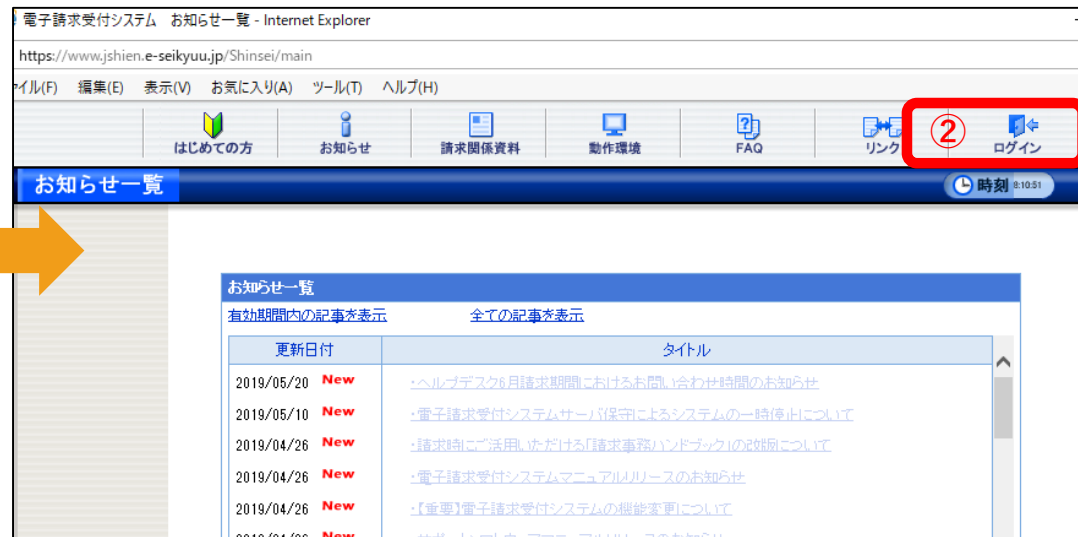 電子請求受付システム　お知らせ一覧 - Internet Explorer
https://www.jshien.e-seikyuu.jp/Shinsei/main
イル(F) 編集(E) 表示(V) お気に入り(A) ツール(T) ヘルプ(H)
はじめての方 お知らせ 請求関係資料 動作環境 FAQ リンク ② ログイン
お知らせ一覧 時刻 8:10:51
お知らせ一覧
有効期間内の記事を表示 全ての記事を表示
更新日付 タイトル
2019/05/20 New ・ヘルプデスク6月請求期間におけるお問い合わせ時間のお知らせ
2019/05/10 New ・電子請求受付システムサーバ保守によるシステムの一時停止について
2019/04/26 New ・請求時にご活用いただける「請求事務ハンドブック」の改版について
2019/04/26 New ・電子請求受付システムマニュアルリリースのお知らせ
2019/04/26 New ・【重要】電子請求受付システムの機能変更について
New